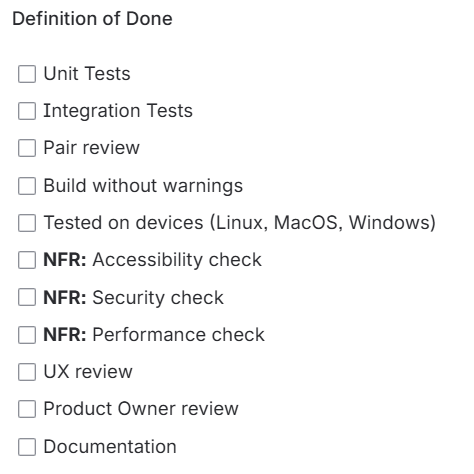 Definition of Done
Unit Tests
Integration Tests
Pair review
Build without warnings
Tested on devices (Linux, MacOS, Windows)
NFR: Accessibility check
NFR: Security check
NFR: Performance check
UX review
Product Owner review
Documentation